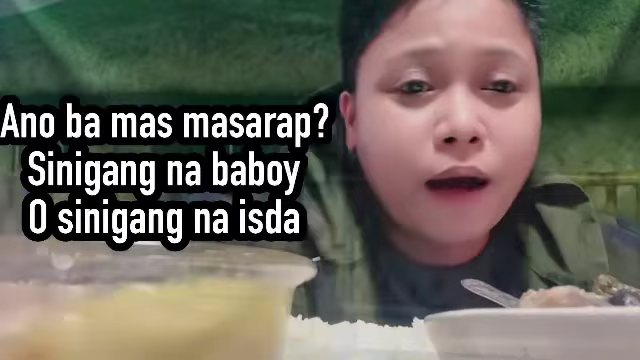 Ano ba mas masarap?
Sinigang na baboy
O sinigang na isda